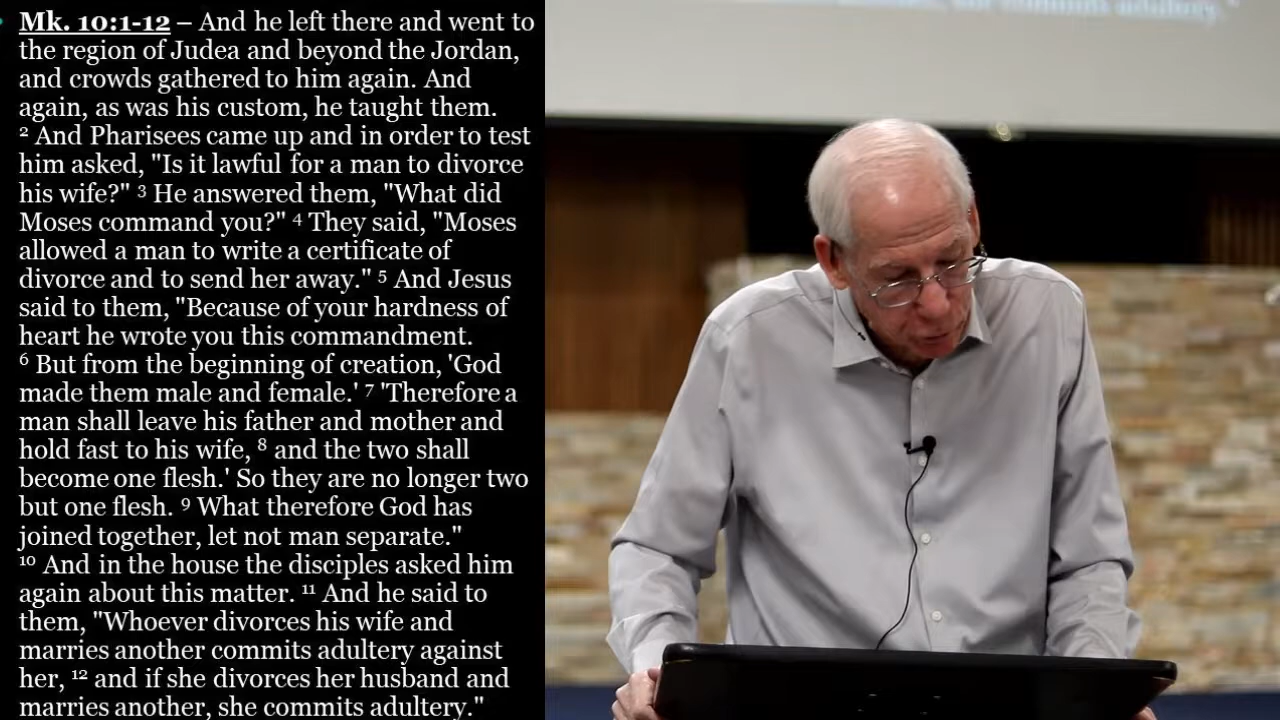 Mk. 10:1-12 – And he left there and went to
the region of Judea and beyond the Jordan,
and crowds gathered to him again. And
again, as was his custom, he taught them.
² And Pharisees came up and in order to test
him asked, "Is it lawful for a man to divorce
his wife?" ³ He answered them, "What did
Moses command you?" ⁴ They said, "Moses
allowed a man to write a certificate of
divorce and to send her away." ⁵ And Jesus
said to them, "Because of your hardness of
heart he wrote you this commandment.
⁶ But from the beginning of creation, 'God
made them male and female.' ⁷ 'Therefore a
man shall leave his father and mother and
hold fast to his wife, ⁸ and the two shall
become one flesh.' So they are no longer two
but one flesh. ⁹ What therefore God has
joined together, let not man separate."
¹⁰ And in the house the disciples asked him
again about this matter. ¹¹ And he said to
them, "Whoever divorces his wife and
marries another commits adultery against
her, ¹² and if she divorces her husband and
marries another, she commits adultery."
commits adultery."